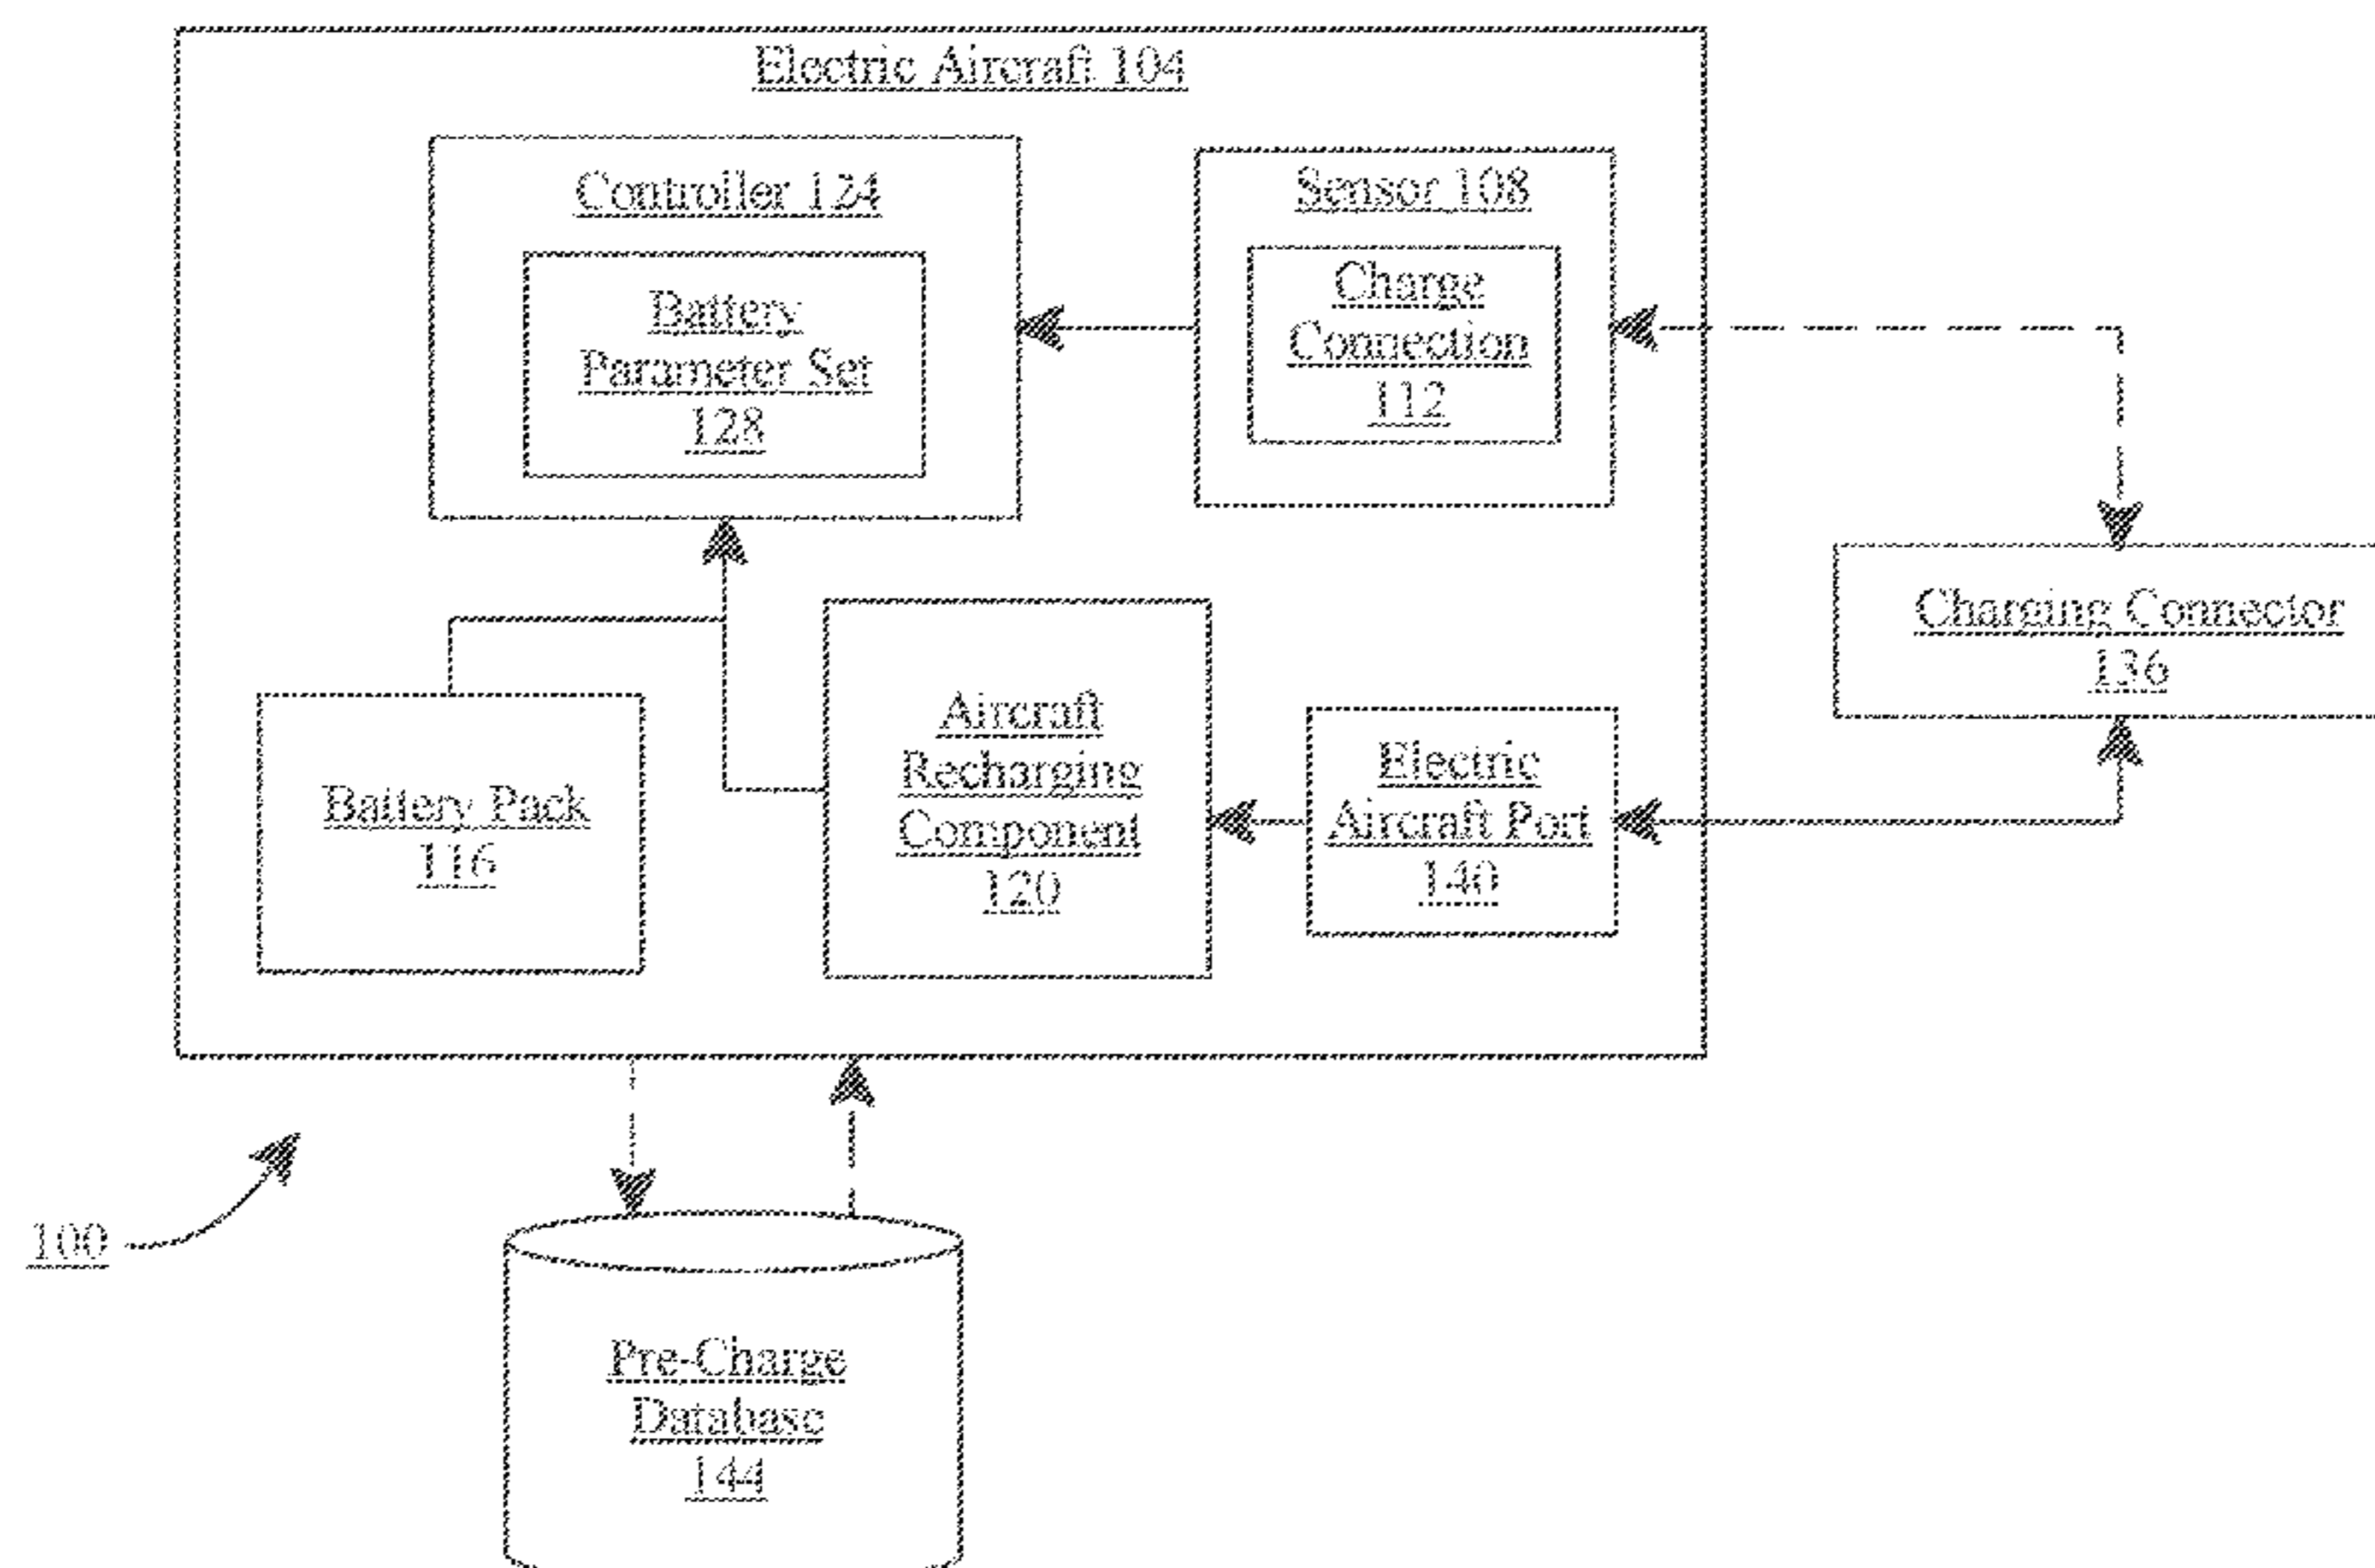 Electric Aircraft 104
Controller 124
Battery
Parameter Set
128
Sensor 108
Charge
Connection
112
Charging Connector
136
Battery Pack
116
Aircraft
Recharging
Component
120
Electric
Aircraft Port
140
100
Pre-Charge
Database
144